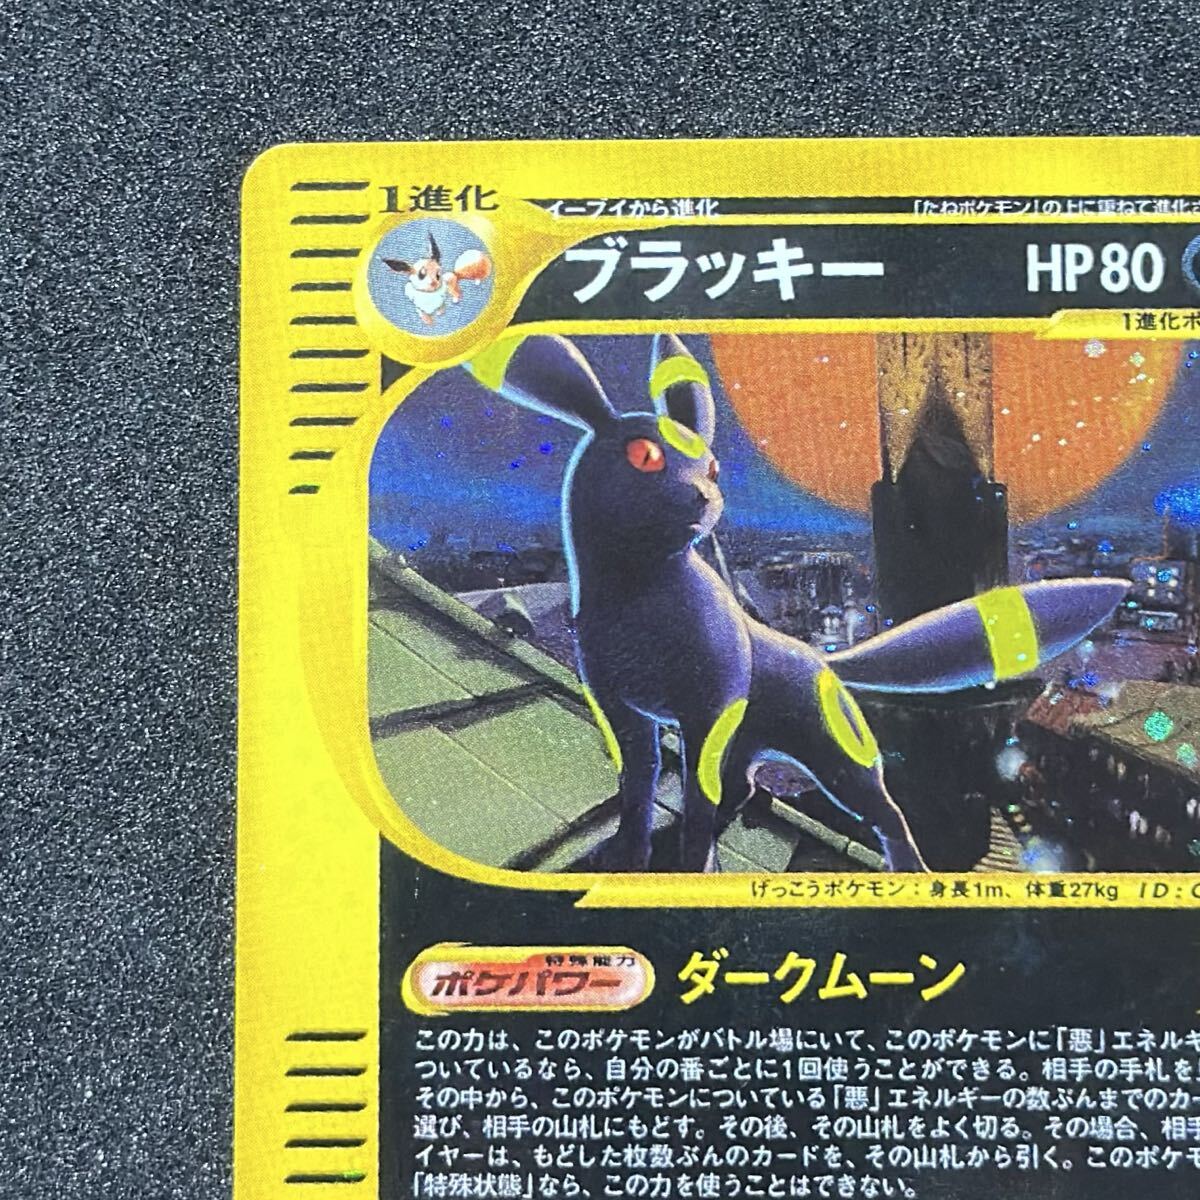 1進化
イーブイから進化
「たねポケモン」の上に重ねて進化
ブラッキー HP80
1進化ポ
げっこうポケモン：身長1m、体重27kg ID：
特殊能力
ポケパワー ダークムーン
この力は、このポケモンがバトル場にいて、このポケモンに「悪」エネルギ
ついているなら、自分の番ごとに1回使うことができる。相手の手札を
その中から、このポケモンについている「悪」エネルギーの数ぶんまでのカー
選び、相手の山札にもどす。その後、その山札をよく切る。その場合、相手
イヤーは、もどした枚数ぶんのカードを、その山札から引く。このポケモ
「特殊状態」なら、この力を使うことはできない。